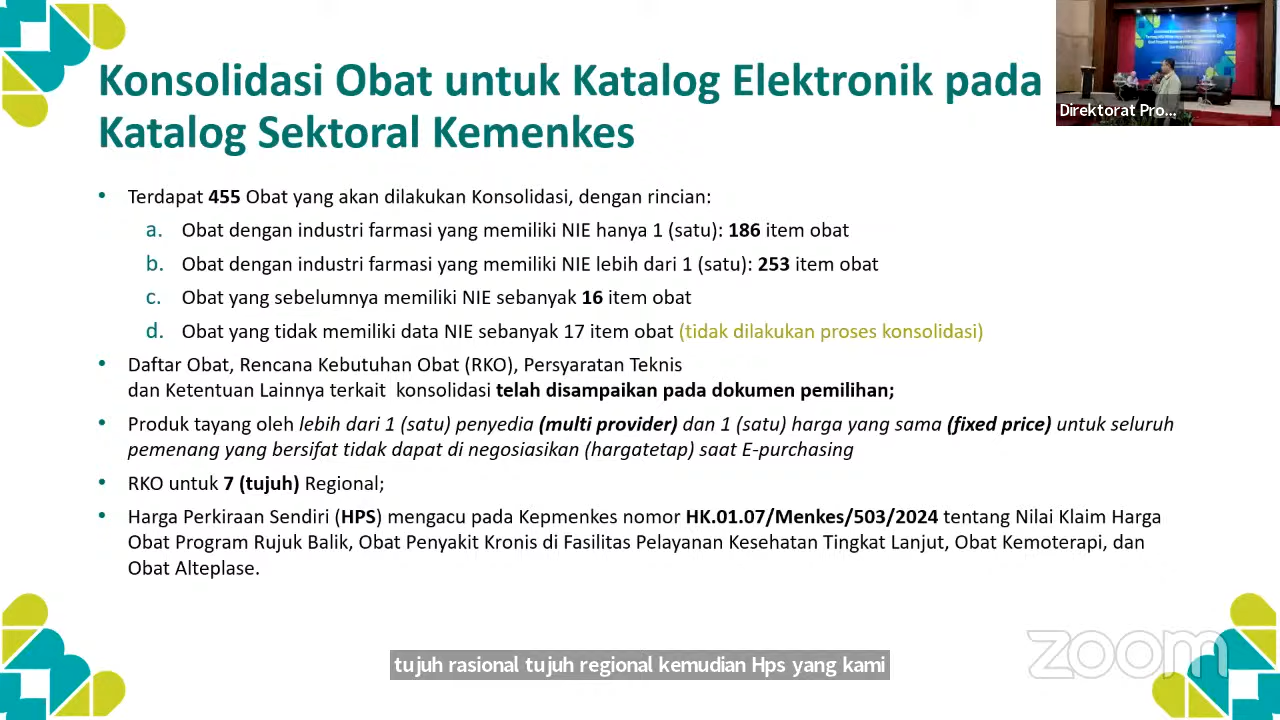 Konsolidasi Obat untuk Katalog Elektronik pada
Katalog Sektoral Kemenkes
Direktorat Pro...
• Terdapat 455 Obat yang akan dilakukan Konsolidasi, dengan rincian:
a. Obat dengan industri farmasi yang memiliki NIE hanya 1 (satu): 186 item obat
b. Obat dengan industri farmasi yang memiliki NIE lebih dari 1 (satu): 253 item obat
c. Obat yang sebelumnya memiliki NIE sebanyak 16 item obat
d. Obat yang tidak memiliki data NIE sebanyak 17 item obat (tidak dilakukan proses konsolidasi)
• Daftar Obat, Rencana Kebutuhan Obat (RKO), Persyaratan Teknis
dan Ketentuan Lainnya terkait konsolidasi telah disampaikan pada dokumen pemilihan;
• Produk tayang oleh lebih dari 1 (satu) penyedia (multi provider) dan 1 (satu) harga yang sama (fixed price) untuk seluruh
pemenang yang bersifat tidak dapat di negosiasikan (hargatetap) saat E-purchasing
• RKO untuk 7 (tujuh) Regional;
• Harga Perkiraan Sendiri (HPS) mengacu pada Kepmenkes nomor HK.01.07/Menkes/503/2024 tentang Nilai Klaim Harga
Obat Program Rujuk Balik, Obat Penyakit Kronis di Fasilitas Pelayanan Kesehatan Tingkat Lanjut, Obat Kemoterapi, dan
Obat Alteplase.
zoom
tujuh rasional tujuh regional kemudian Hps yang kami